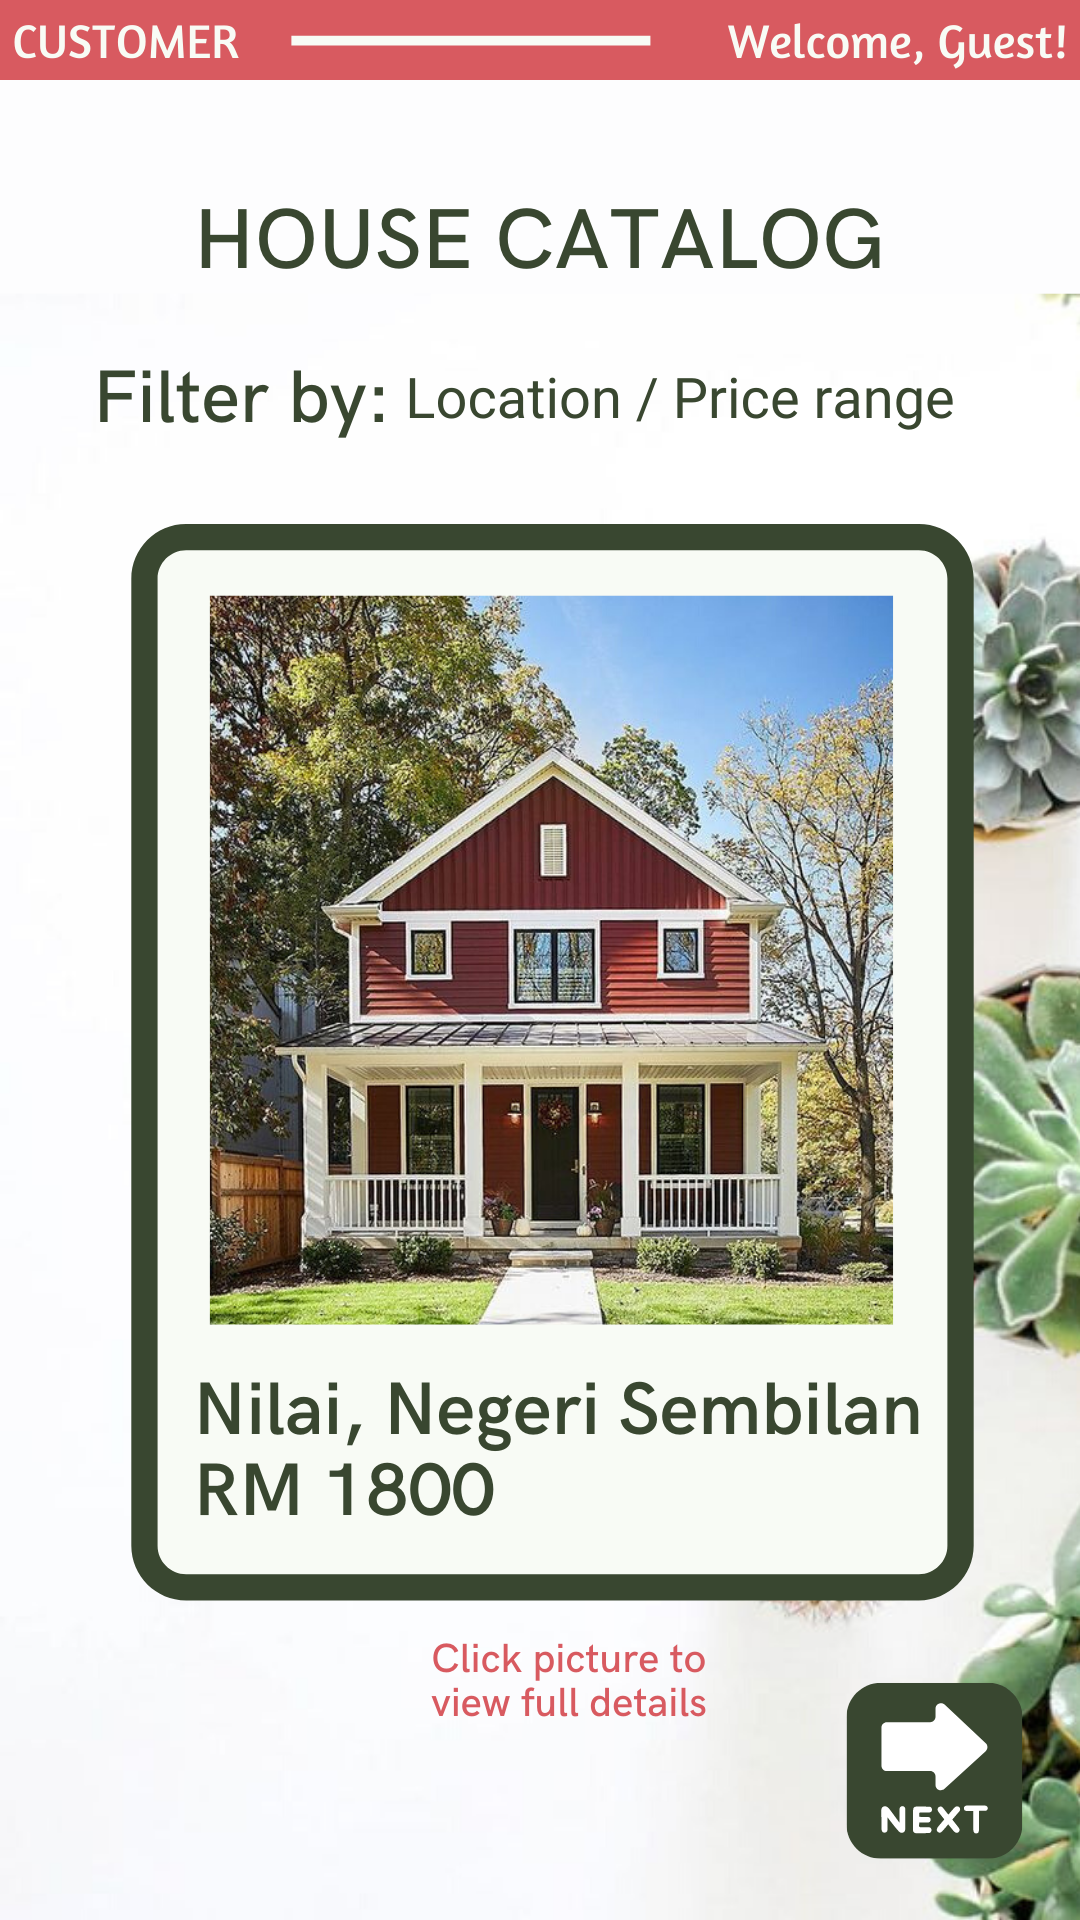 CUSTOMER
Welcome, Guest!
HOUSE CATALOG
Filter by: Location / Price range
Nilai, Negeri Sembilan
RM 1800
Click picture to
view full details
NEXT